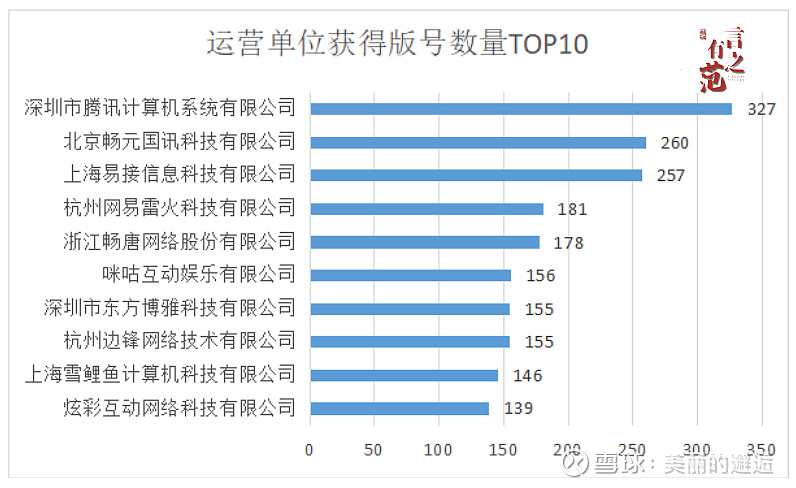 运营单位获得版号数量TOP10
言之有范
深圳市腾讯计算机系统有限公司 327
北京畅元国讯科技有限公司 260
上海易接信息科技有限公司 257
杭州网易雷火科技有限公司 181
浙江畅唐网络股份有限公司 178
咪咕互动娱乐有限公司 156
深圳市东方博雅科技有限公司 155
杭州边锋网络技术有限公司 155
上海雪鲤鱼计算机科技有限公司 146
炫彩互动网络科技有限公司 139
0 50 100 150 200 250 300 350
雪球：美丽的邂逅